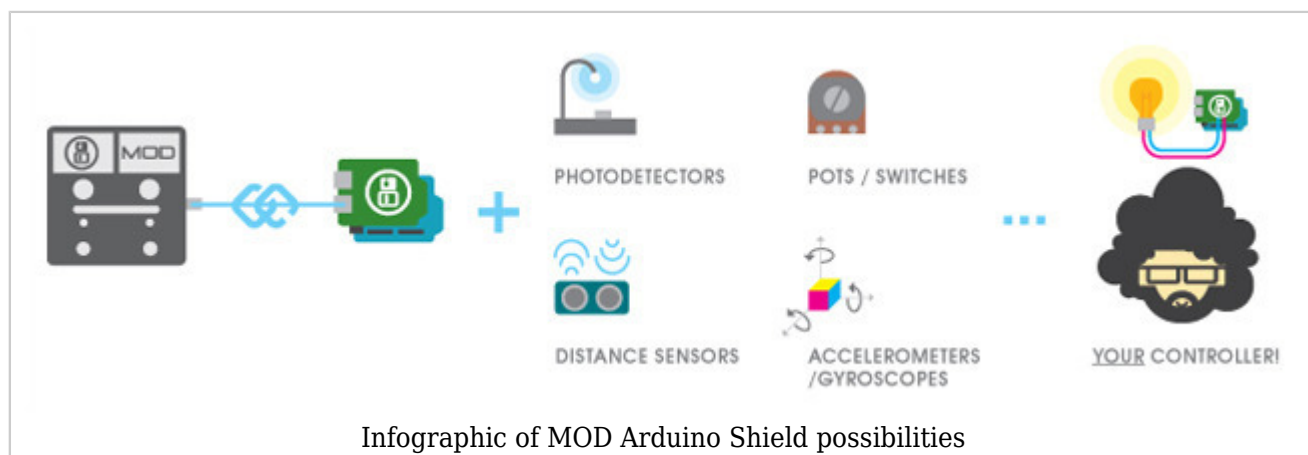 MOD
PHOTODETECTORS
POTS / SWITCHES
DISTANCE SENSORS
ACCELEROMETERS
/GYROSCOPES
YOUR CONTROLLER!
Infographic of MOD Arduino Shield possibilities